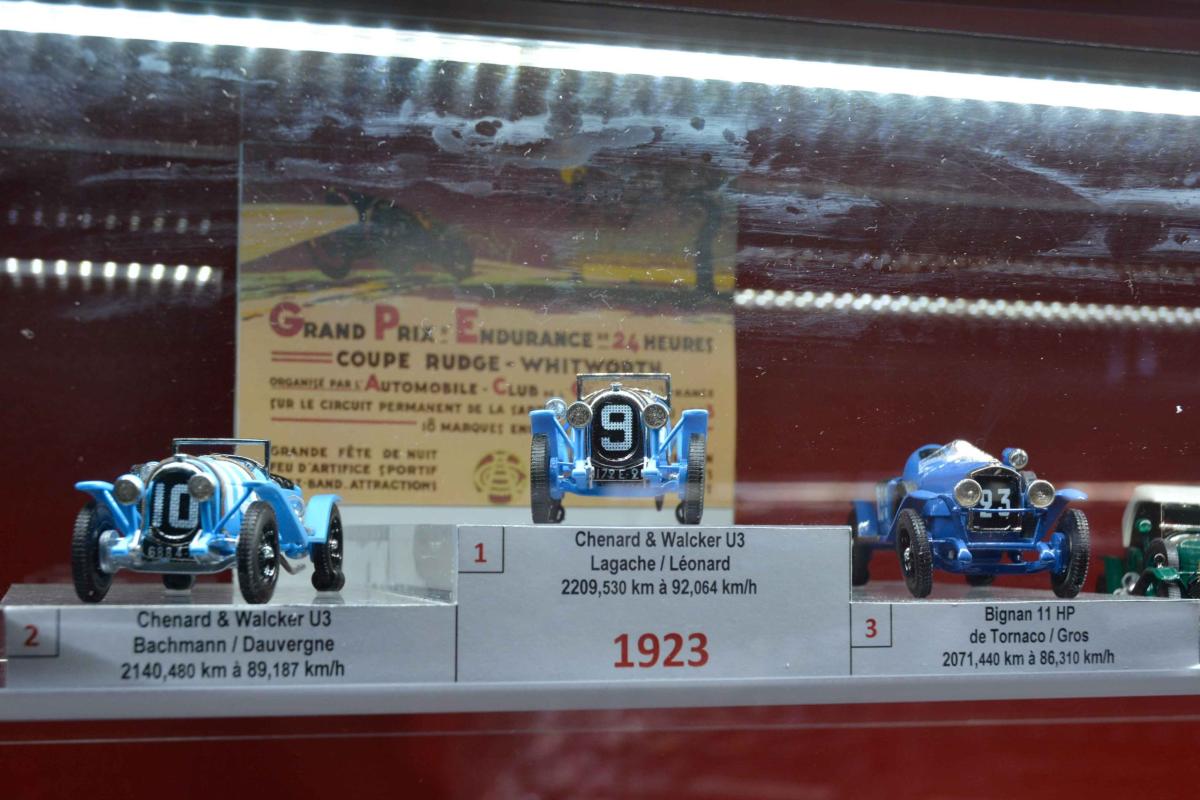 GRAND PRIX D'ENDURANCE DE 24 HEURES
COUPE RUDGE - WHITWORTH
ORGANISÉ PAR L'AUTOMOBILE - CLUB
SUR LE CIRCUIT PERMANENT DE LA
18 MARQUES
GRANDE FÊTE DE NUIT
FEU D'ARTIFICE SPORTIF
BAND. ATTRACTIONS
10
9
23
2
Chenard & Walcker U3
Bachmann / Dauvergne
2140,480 km à 89,187 km/h
1
Chenard & Walcker U3
Lagache / Léonard
2209,530 km à 92,064 km/h
1923
3
Bignan 11 HP
de Tornaco / Gros
2071,440 km à 86,310 km/h